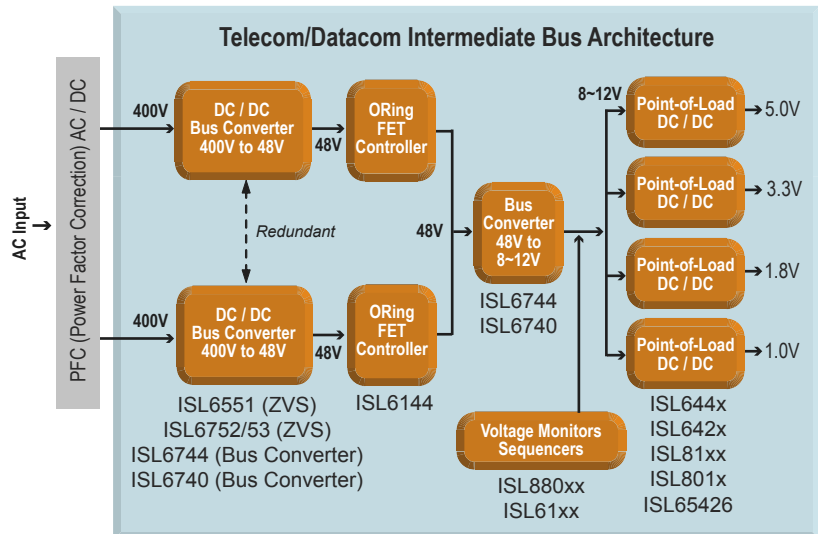 Telecom/Datacom Intermediate Bus Architecture
AC Input
PFC (Power Factor Correction) AC / DC
400V
DC / DC
Bus Converter
400V to 48V
48V
ORing
FET
Controller
Redundant
400V
DC / DC
Bus Converter
400V to 48V
48V
ORing
FET
Controller
ISL6551 (ZVS)
ISL6752/53 (ZVS)
ISL6744 (Bus Converter)
ISL6740 (Bus Converter)
ISL6144
48V
Bus
Converter
48V to
8~12V
ISL6744
ISL6740
Voltage Monitors
Sequencers
ISL880xx
ISL61xx
8~12V
Point-of-Load
DC / DC
5.0V
Point-of-Load
DC / DC
3.3V
Point-of-Load
DC / DC
1.8V
Point-of-Load
DC / DC
1.0V
ISL644x
ISL642x
ISL81xx
ISL801x
ISL65426